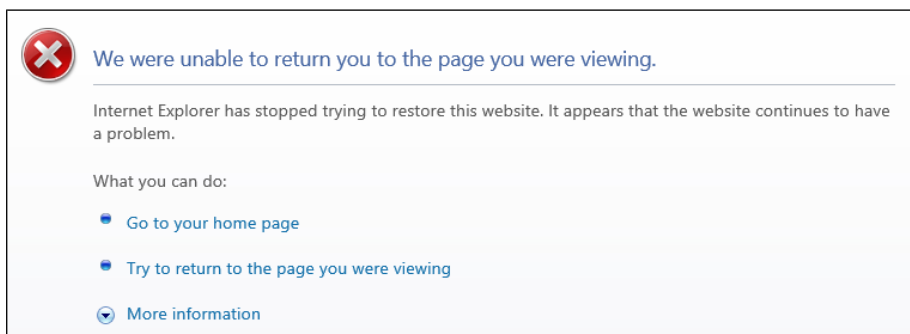 We were unable to return you to the page you were viewing.
Internet Explorer has stopped trying to restore this website. It appears that the website continues to have
a problem.
What you can do:
Go to your home page
Try to return to the page you were viewing
More information